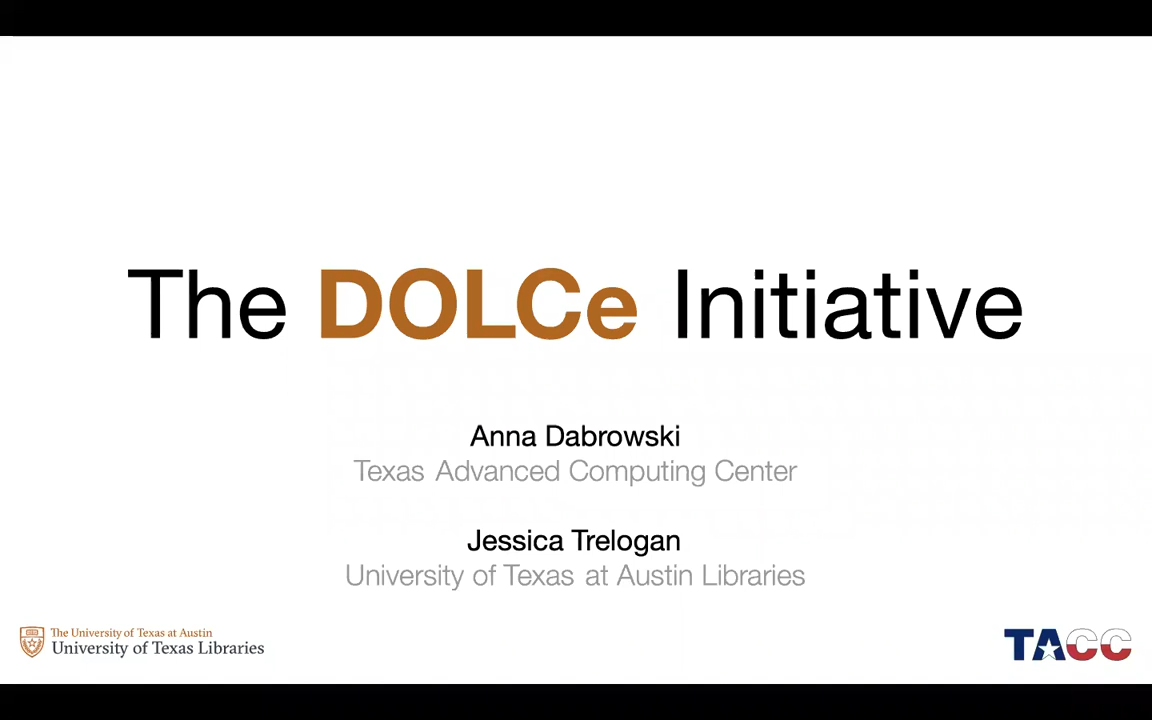 The DOLCe Initiative
Anna Dabrowski
Texas Advanced Computing Center
Jessica Trelogan
University of Texas at Austin Libraries
The University of Texas at Austin
University of Texas Libraries
TACC